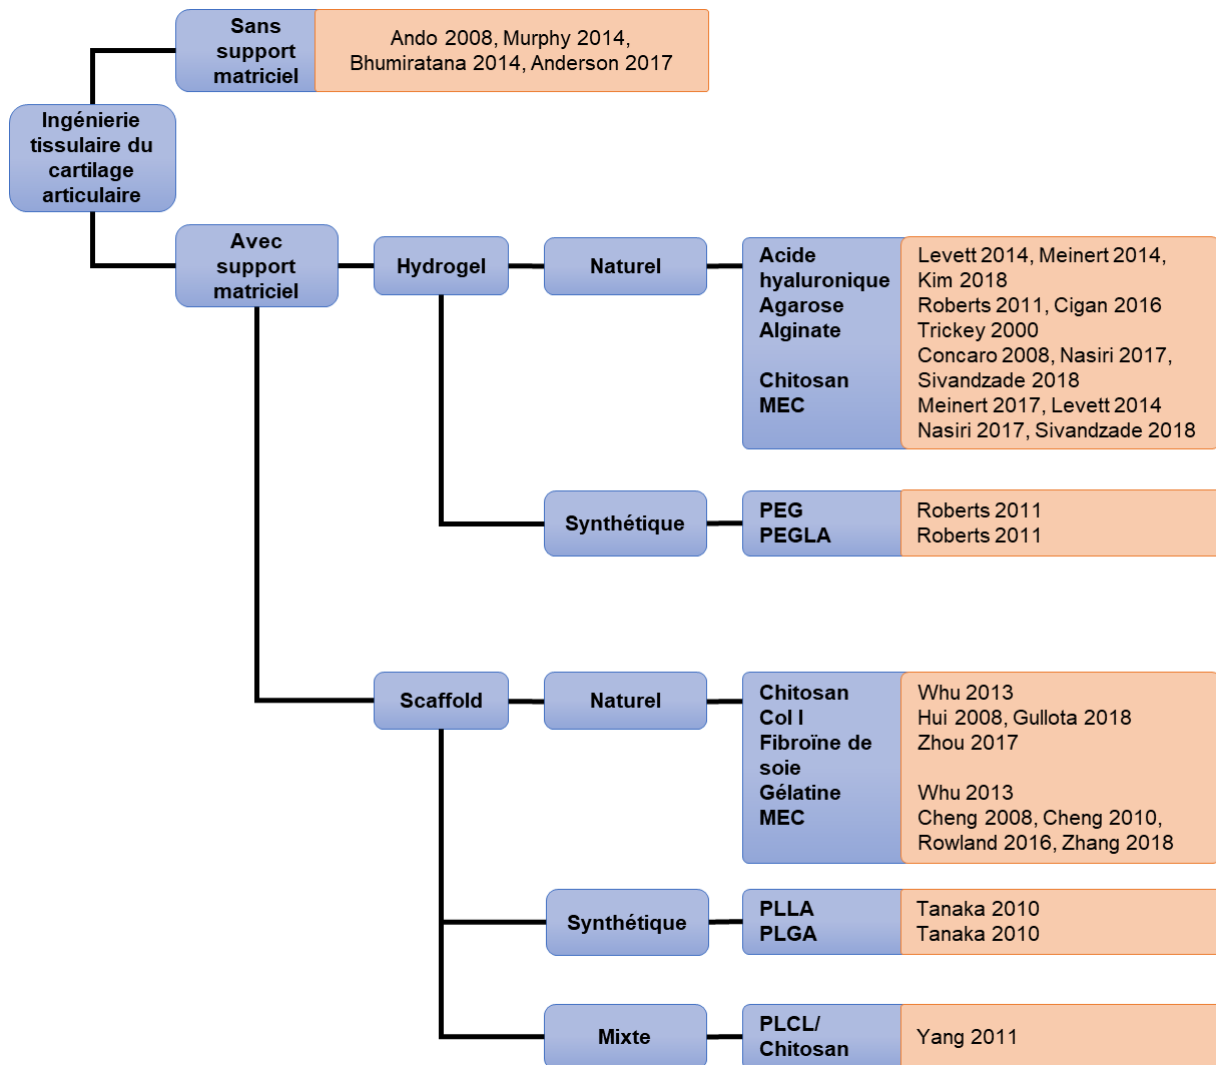 Sans
support
matriciel
Ando 2008, Murphy 2014,
Bhumiratana 2014, Anderson 2017
Ingénierie
tissulaire du
cartilage
articulaire
Avec
support
matriciel
Hydrogel
Naturel
Acide
hyaluronique
Agarose
Alginate
Chitosan
MEC
Levett 2014, Meinert 2014,
Kim 2018
Roberts 2011, Cigan 2016
Trickey 2000
Concaro 2008, Nasiri 2017,
Sivandzade 2018
Meinert 2017, Levett 2014
Nasiri 2017, Sivandzade 2018
Synthétique
PEG
PEGLA
Roberts 2011
Roberts 2011
Scaffold
Naturel
Chitosan
Col I
Fibroïne de
soie
Gélatine
MEC
Whu 2013
Hui 2008, Gullota 2018
Zhou 2017
Whu 2013
Cheng 2008, Cheng 2010,
Rowland 2016, Zhang 2018
Synthétique
PLLA
PLGA
Tanaka 2010
Tanaka 2010
Mixte
PLCL/
Chitosan
Yang 2011